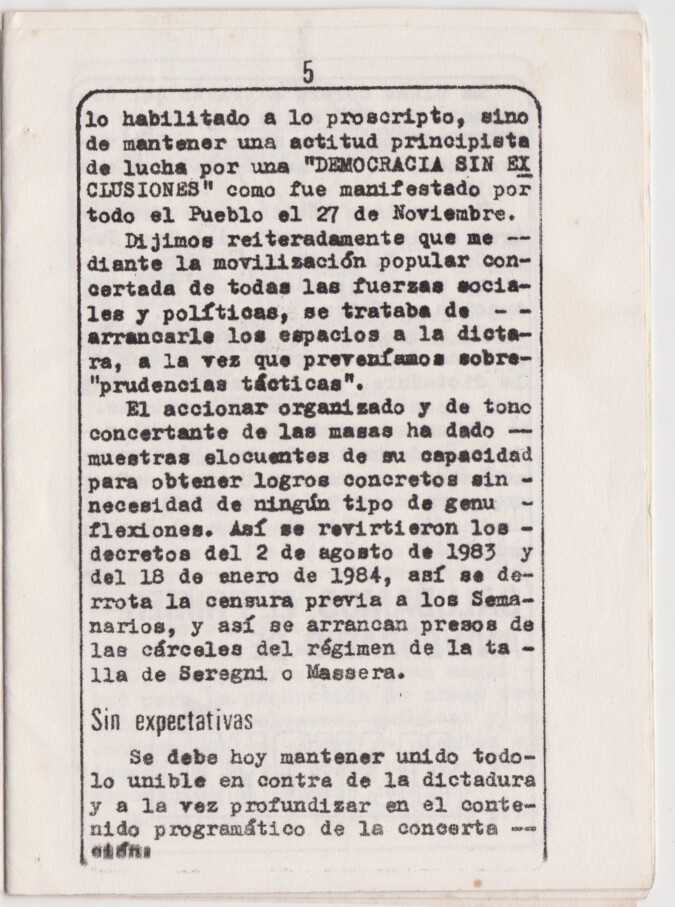 5
lo habilitado a lo proscripto, sino
de mantener una actitud principista
de lucha por una "DEMOCRACIA SIN EX
CLUSIONES" como fue manifestado por
todo el Pueblo el 27 de Noviembre.
Dijimos reiteradamente que me --
diante la movilización popular con-
certada de todas las fuerzas socia-
les y políticas, se trataba de - -
arrancarle los espacios a la dicta-
ra, a la vez que preveníamos sobre-
"prudencias tácticas".
El accionar organizado y de tono
concertante de las masas ha dado --
muestras elocuentes de su capacidad
para obtener logros concretos sin -
necesidad de ningún tipo de genu -
flexiones. Así se revirtieron los -
decretos del 2 de agosto de 1983 y
del 18 de enero de 1984, así se de-
rrota la censura previa a los Sema-
narios, y así se arrancan presos de
las cárceles del régimen de la ta -
lla de Seregni o Massera.
Sin expectativas
Se debe hoy mantener unido todo-
lo unible en contra de la dictadura
y a la vez profundizar en el conte-
nido programático de la concerta --
ción: